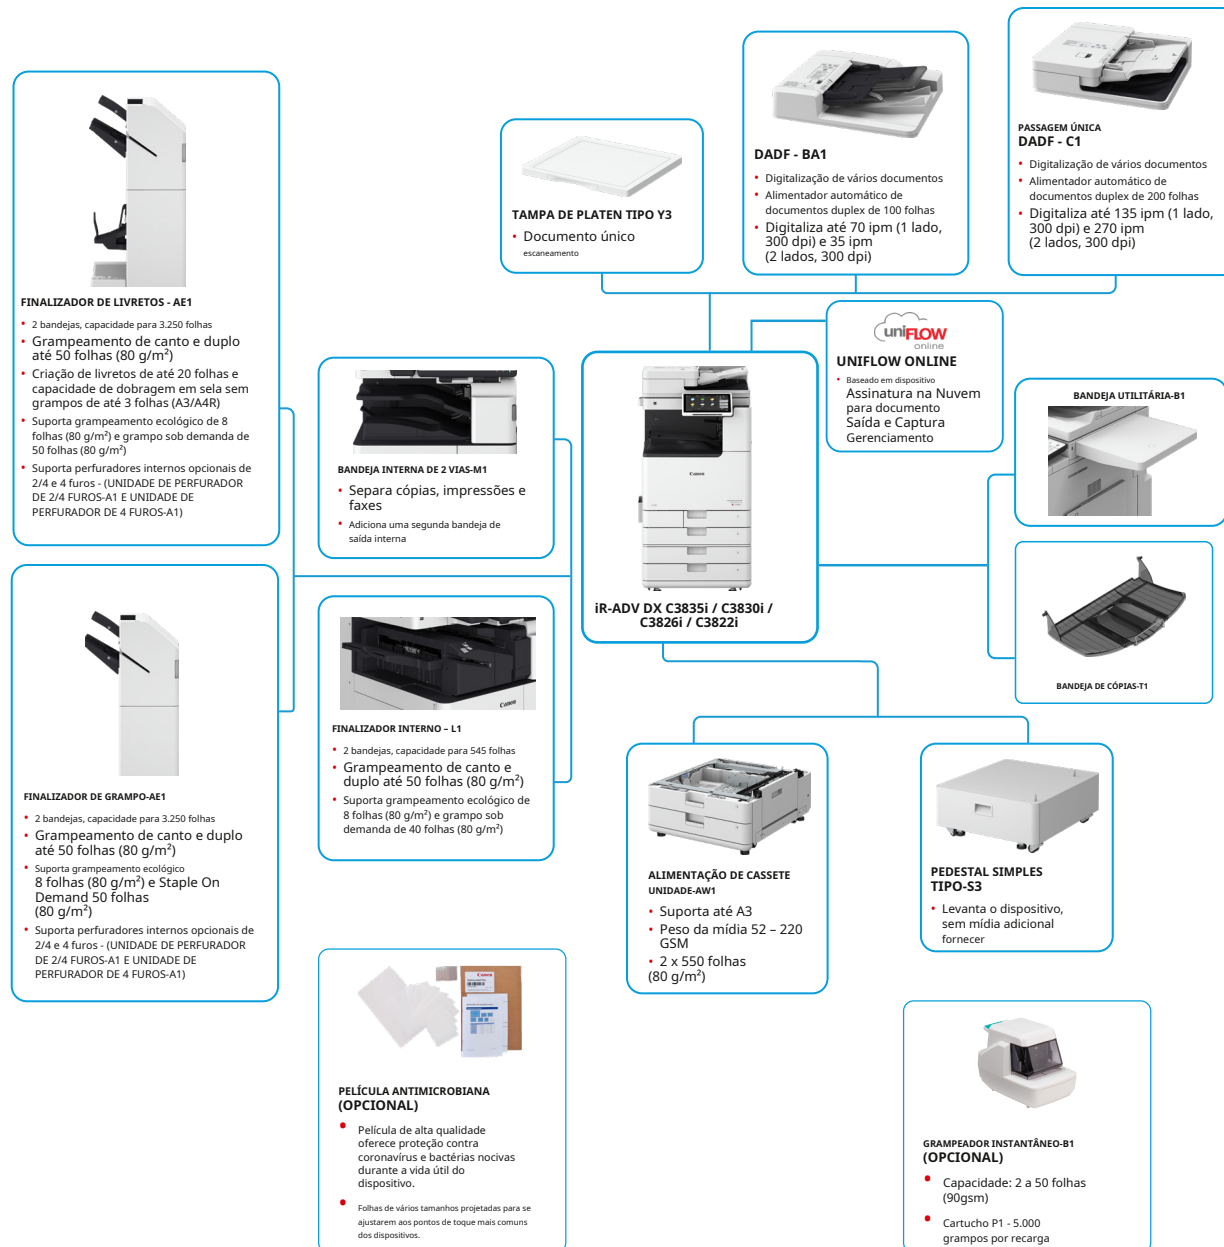 PASSAGEM ÚNICA
DADF - C1
• Digitalização de vários documentos
• Alimentador automático de
documentos duplex de 200 folhas
• Digitaliza até 135 ipm (1 lado,
300 dpi) e 270 ipm
(2 lados, 300 dpi)
DADF - BA1
• Digitalização de vários documentos
• Alimentador automático de
documentos duplex de 100 folhas
• Digitaliza até 70 ipm (1 lado,
300 dpi) e 35 ipm
(2 lados, 300 dpi)
TAMPA DE PLATEN TIPO Y3
• Documento único
escaneamento
FINALIZADOR DE LIVRETOS - AE1
• 2 bandejas, capacidade para 3.250 folhas
• Grampeamento de canto e duplo
até 50 folhas (80 g/m²)
• Criação de livretos de até 20 folhas e
capacidade de dobragem em sela sem
grampos de até 3 folhas (A3/A4R)
• Suporta grampeamento ecológico de 8
folhas (80 g/m²) e grampo sob demanda de
50 folhas (80 g/m²)
• Suporta perfuradores internos opcionais de
2/4 e 4 furos - (UNIDADE DE PERFURADOR
DE 2/4 FUROS-A1 E UNIDADE DE
PERFURADOR DE 4 FUROS-A1)
uniFLOW
online
UNIFLOW ONLINE
• Baseado em dispositivo
Assinatura na Nuvem
para documento
Saída e Captura
Gerenciamento
BANDEJA INTERNA DE 2 VIAS-M1
• Separa cópias, impressões e
faxes
• Adiciona uma segunda bandeja de
saída interna
Canon
iR-ADV DX C3835i / C3830i /
C3826i / C3822i
BANDEJA UTILITÁRIA-B1
BANDEJA DE CÓPIAS-T1
FINALIZADOR DE GRAMPO-AE1
• 2 bandejas, capacidade para 3.250 folhas
• Grampeamento de canto e duplo
até 50 folhas (80 g/m²)
• Suporta grampeamento ecológico
8 folhas (80 g/m²) e Staple On
Demand 50 folhas
(80 g/m²)
• Suporta perfuradores internos opcionais de
2/4 e 4 furos - (UNIDADE DE PERFURADOR
DE 2/4 FUROS-A1 E UNIDADE DE
PERFURADOR DE 4 FUROS-A1)
Canon
FINALIZADOR INTERNO – L1
• 2 bandejas, capacidade para 545 folhas
• Grampeamento de canto e
duplo até 50 folhas (80 g/m²)
• Suporta grampeamento ecológico de
8 folhas (80 g/m²) e grampo sob
demanda de 40 folhas (80 g/m²)
ALIMENTAÇÃO DE CASSETE
UNIDADE-AW1
• Suporta até A3
• Peso da mídia 52 – 220
GSM
• 2 x 550 folhas
(80 g/m²)
PEDESTAL SIMPLES
TIPO-S3
• Levanta o dispositivo,
sem mídia adicional
fornecer
Canon
PELÍCULA ANTIMICROBIANA
(OPCIONAL)
• Película de alta qualidade
oferece proteção contra
coronavírus e bactérias nocivas
durante a vida útil do
dispositivo.
• Folhas de vários tamanhos projetadas para se
ajustarem aos pontos de toque mais comuns
dos dispositivos.
GRAMPEADOR INSTANTÂNEO-B1
(OPCIONAL)
• Capacidade: 2 a 50 folhas
(90gsm)
• Cartucho P1 - 5.000
grampos por recarga